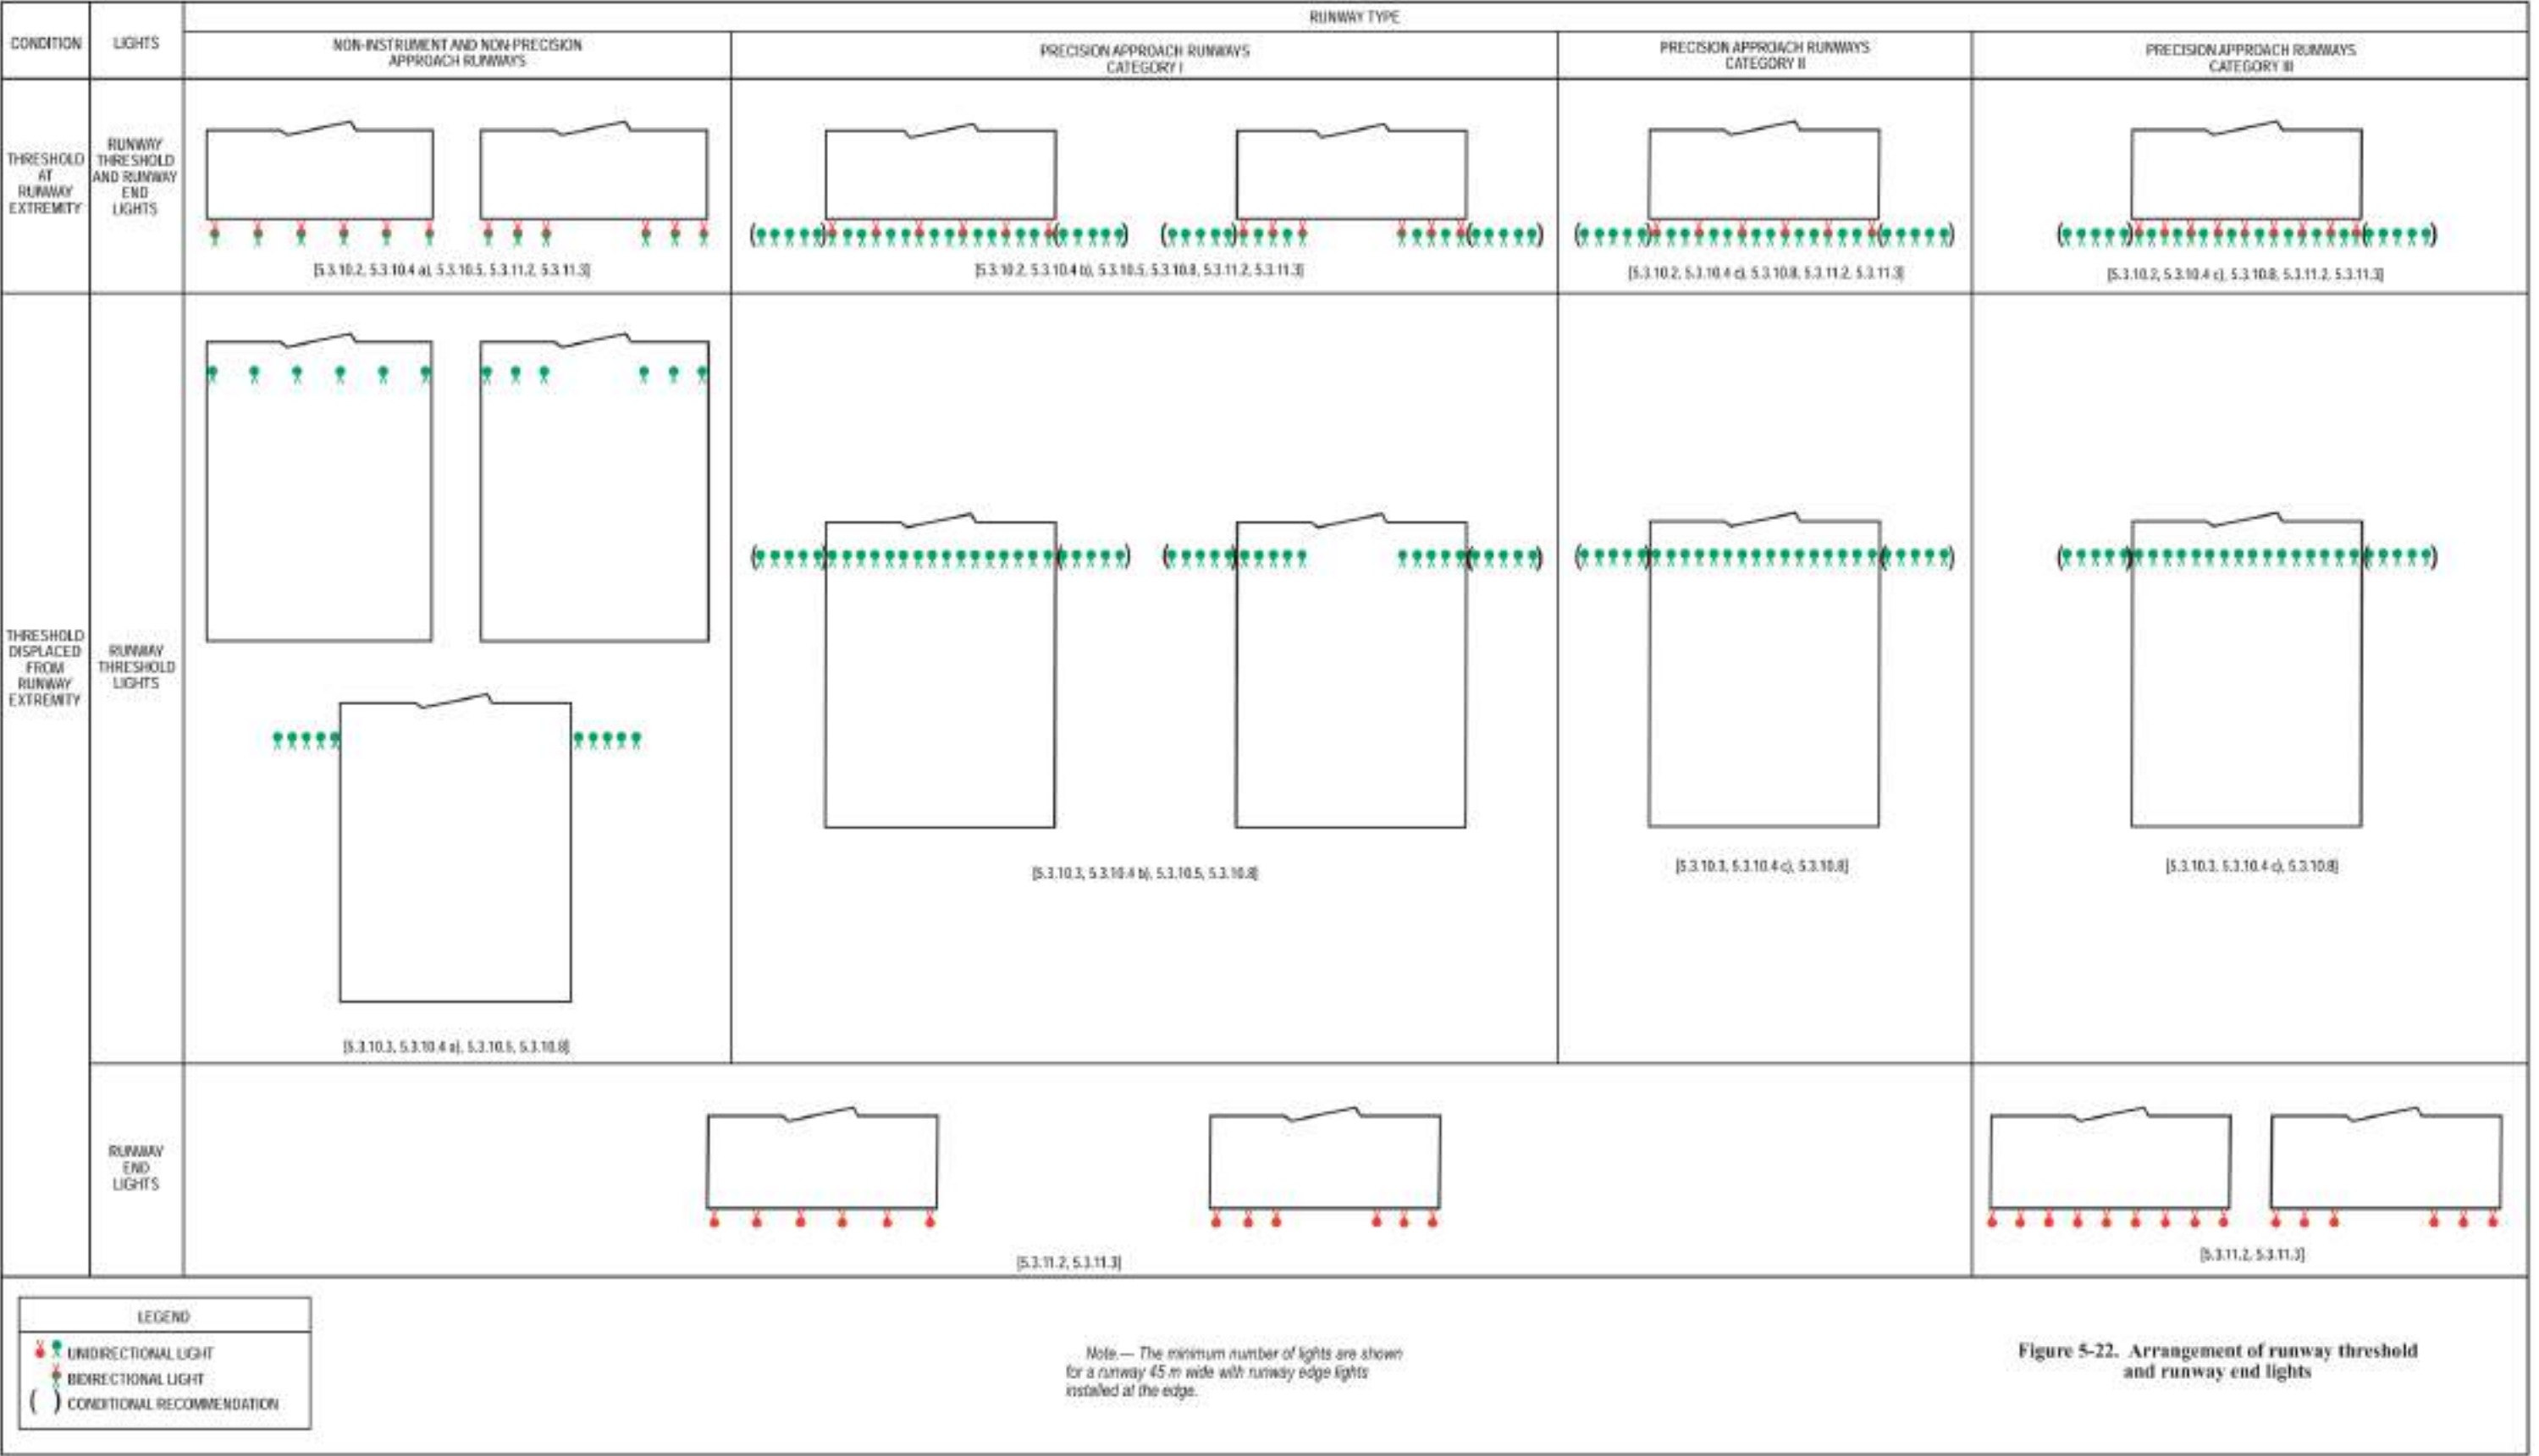 RUNWAY TYPE
CONDITION
LIGHTS
NON-INSTRUMENT AND NON-PRECISION
APPROACH RUNWAYS
PRECISION APPROACH RUNWAYS
CATEGORY I
PRECISION APPROACH RUNWAYS
CATEGORY II
PRECISION APPROACH RUNWAYS
CATEGORY III
THRESHOLD
AT
RUNWAY
EXTREMITY
RUNWAY
THRESHOLD
AND RUNWAY
END
LIGHTS
[5.3.10.2, 5.3.10.4 a), 5.3.10.5, 5.3.11.2, 5.3.11.3]
[5.3.10.2, 5.3.10.4 b), 5.3.10.5, 5.3.10.8, 5.3.11.2, 5.3.11.3]
[5.3.10.2, 5.3.10.4 c), 5.3.10.8, 5.3.11.2, 5.3.11.3]
[5.3.10.2, 5.3.10.4 c), 5.3.10.8, 5.3.11.2, 5.3.11.3]
THRESHOLD
DISPLACED
FROM
RUNWAY
EXTREMITY
RUNWAY
THRESHOLD
LIGHTS
[5.3.10.3, 5.3.10.4 a), 5.3.10.5, 5.3.10.8]
[5.3.10.3, 5.3.10.4 b), 5.3.10.5, 5.3.10.8]
[5.3.10.3, 5.3.10.4 c), 5.3.10.8]
[5.3.10.3, 5.3.10.4 c), 5.3.10.8]
RUNWAY
END
LIGHTS
[5.3.11.2, 5.3.11.3]
[5.3.11.2, 5.3.11.3]
LEGEND
UNIDIRECTIONAL LIGHT
BIDIRECTIONAL LIGHT
( ) CONDITIONAL RECOMMENDATION
Note.— The minimum number of lights are shown
for a runway 45 m wide with runway edge lights
installed at the edge.
Figure 5-22. Arrangement of runway threshold
and runway end lights